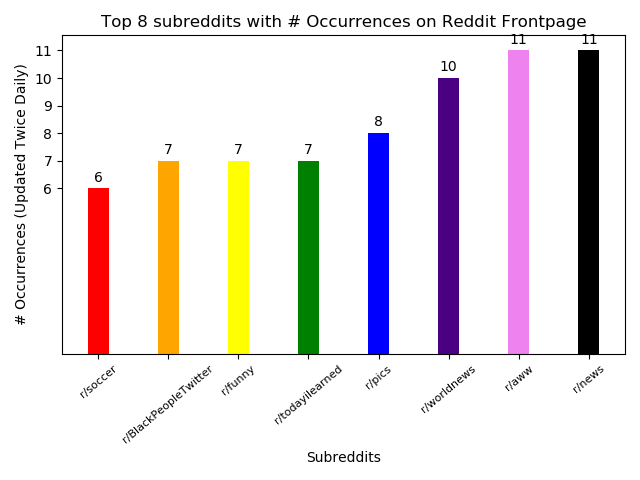 Top 8 subreddits with # Occurrences on Reddit Frontpage
# Occurrences (Updated Twice Daily)
11
10
9
8
7
6
6
7
7
7
8
10
11
11
r/soccer
r/BlackPeopleTwitter
r/funny
r/todayilearned
r/pics
r/worldnews
r/aww
r/news
Subreddits